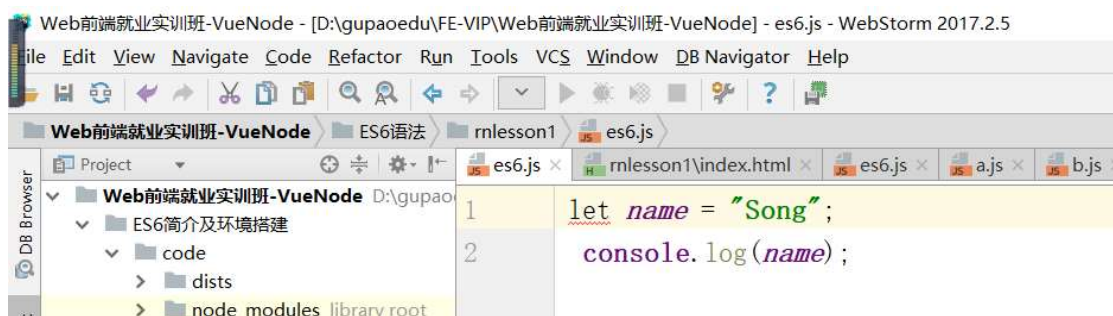 Web前端就业实训班-VueNode - [D:\gupaoedu\FE-VIP\Web前端就业实训班-VueNode] - es6.js - WebStorm 2017.2.5
File Edit View Navigate Code Refactor Run Tools VCS Window DB Navigator Help
Web前端就业实训班-VueNode ES6语法 rnlesson1 es6.js
Project es6.js rnlesson1\index.html es6.js a.js b.js
DB Browser
Web前端就业实训班-VueNode D:\gupao
ES6简介及环境搭建
code
dists
node_modules library root
1 let name = "Song";
2 console.log(name);